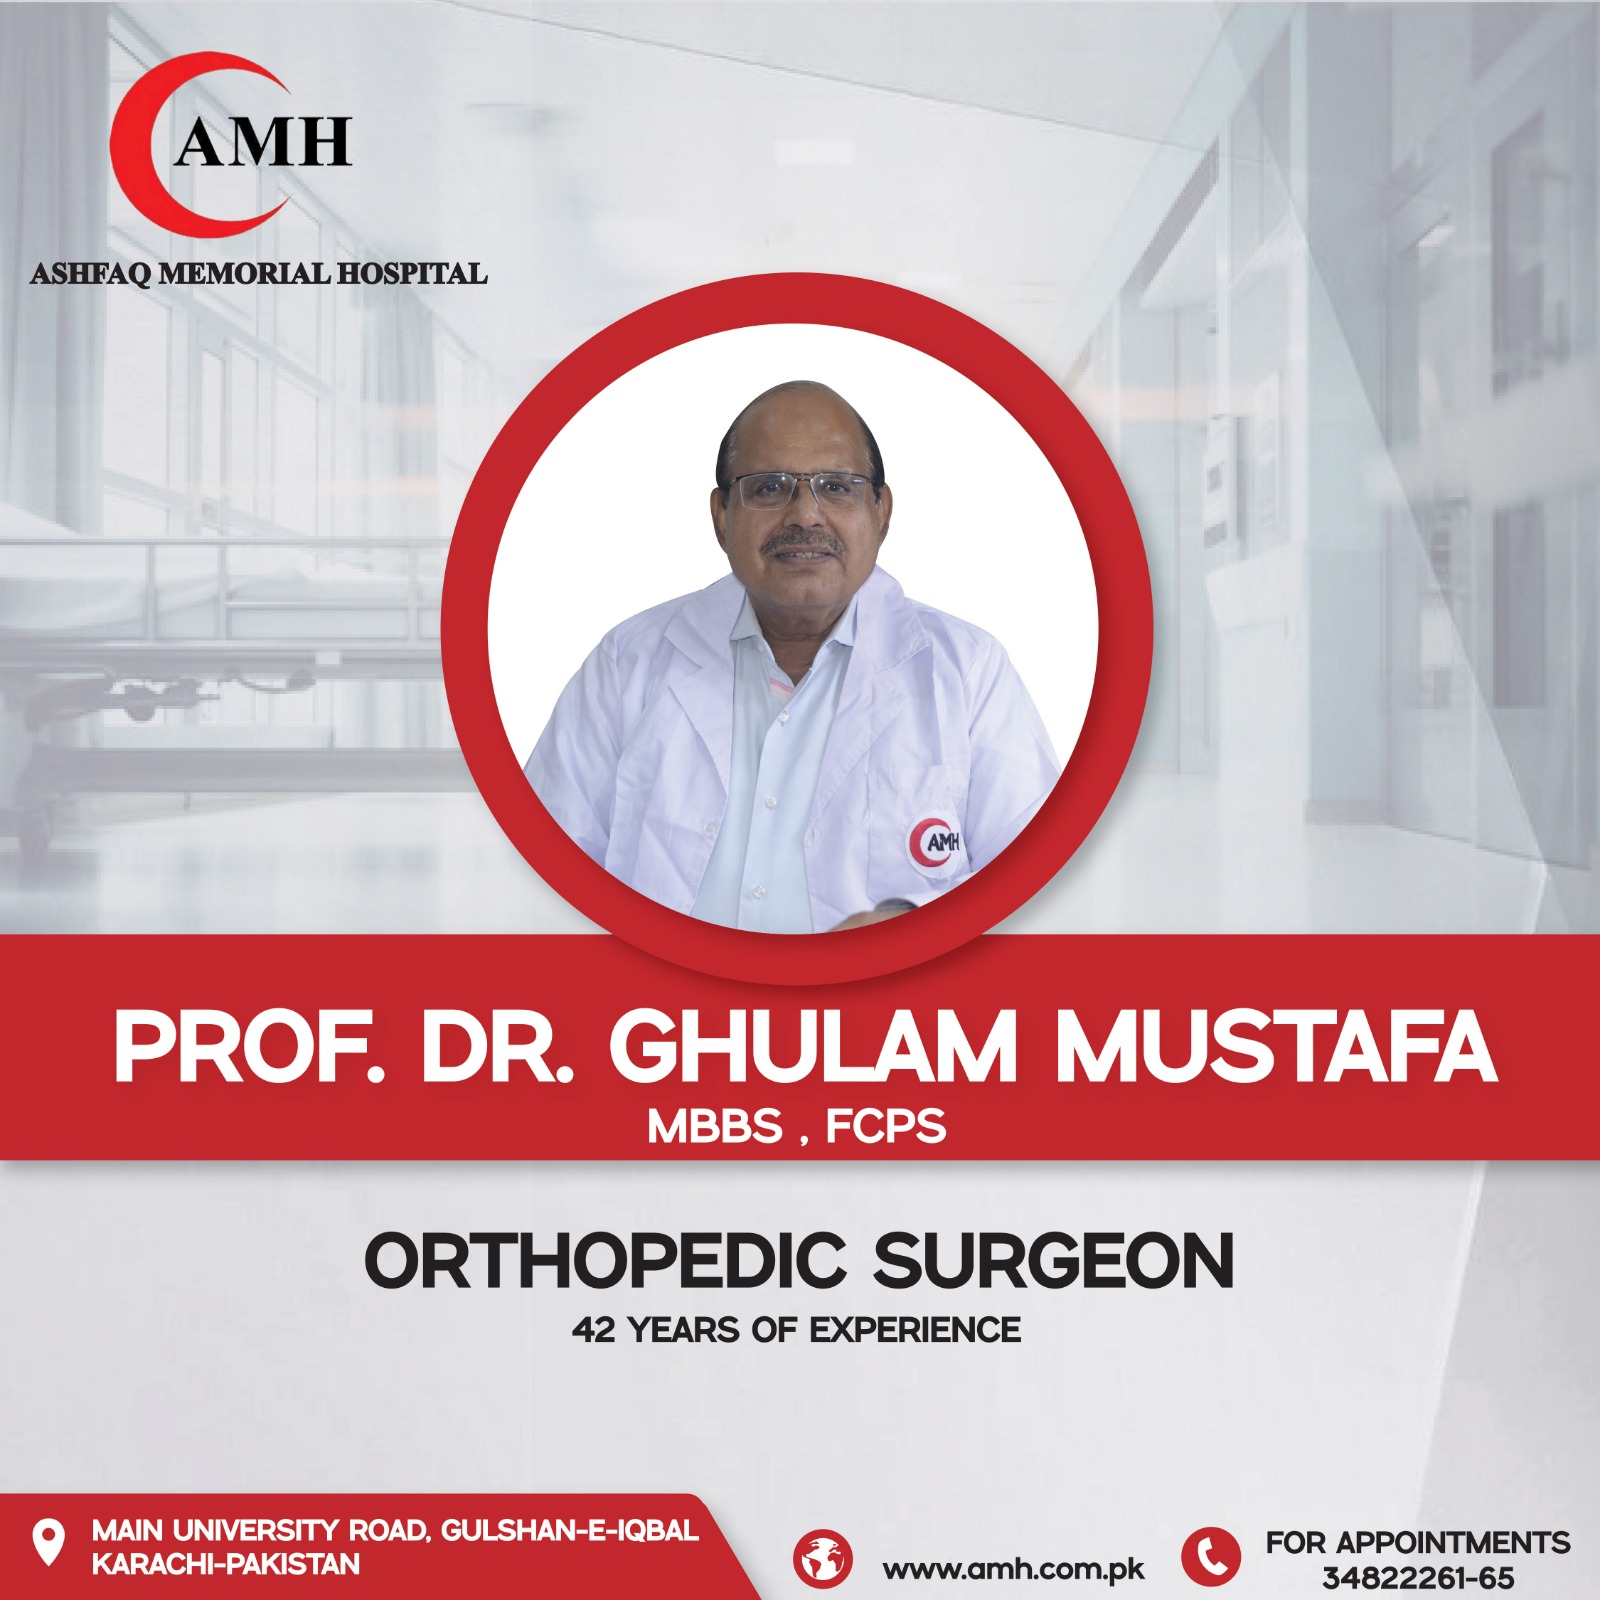 AMH
ASHFAQ MEMORIAL HOSPITAL
AMH
PROF. DR. GHULAM MUSTAFA
MBBS , FCPS
ORTHOPEDIC SURGEON
42 YEARS OF EXPERIENCE
MAIN UNIVERSITY ROAD, GULSHAN-E-IQBAL
KARACHI-PAKISTAN
www.amh.com.pk
FOR APPOINTMENTS
34822261-65